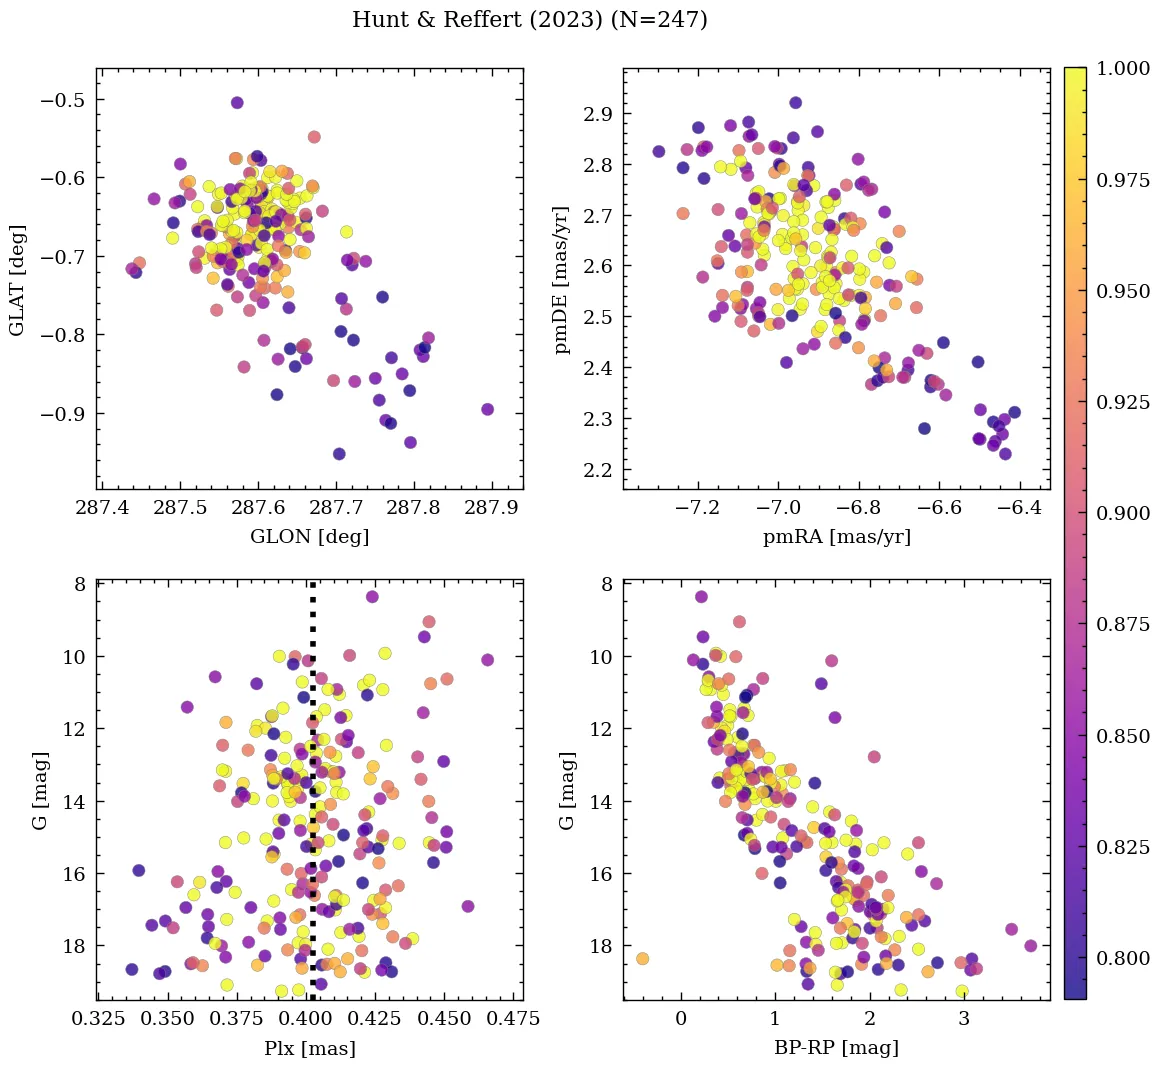 Hunt & Reffert (2023) (N=247)
−0.5
−0.6
−0.7
−0.8
−0.9
GLAT [deg]
287.4 287.5 287.6 287.7 287.8 287.9
GLON [deg]
2.9
2.8
2.7
2.6
2.5
2.4
2.3
2.2
pmDE [mas/yr]
−7.2 −7.0 −6.8 −6.6 −6.4
pmRA [mas/yr]
8
10
12
14
16
18
G [mag]
0.325 0.350 0.375 0.400 0.425 0.450 0.475
Plx [mas]
8
10
12
14
16
18
G [mag]
0 1 2 3
BP-RP [mag]
1.000
0.975
0.950
0.925
0.900
0.875
0.850
0.825
0.800